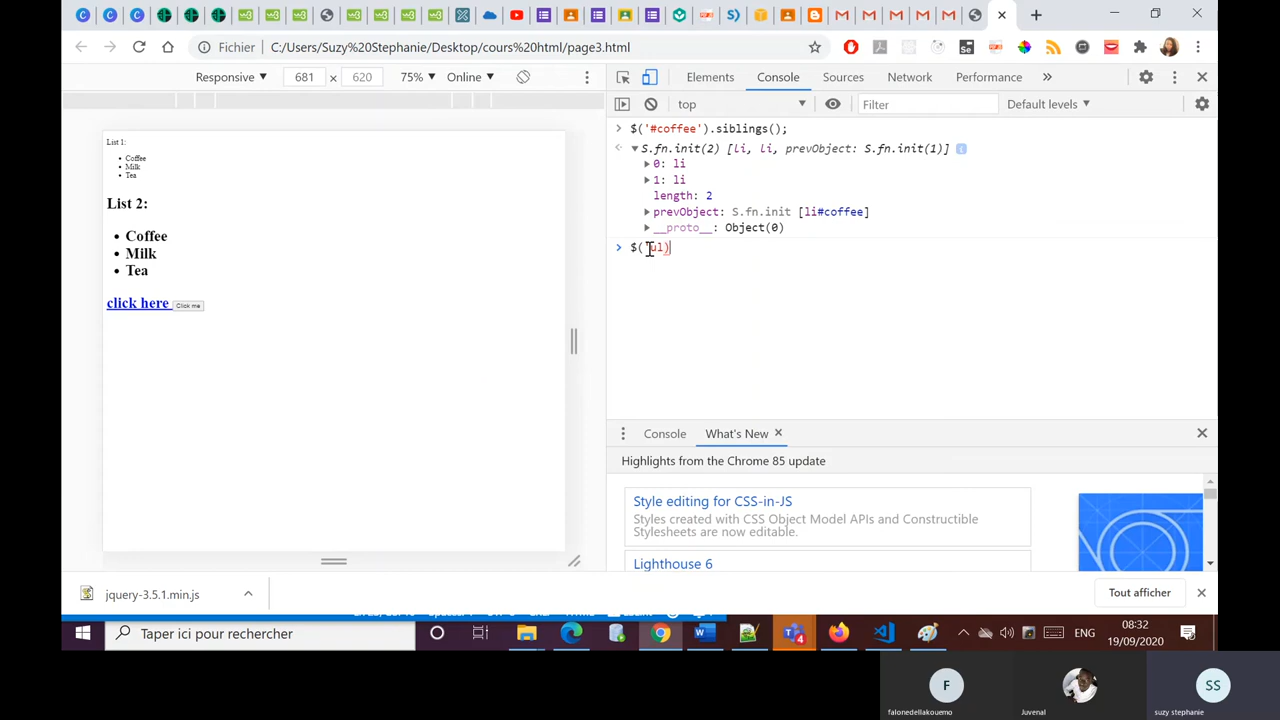 Fichier
C:/Users/Suzy%20Stephanie/Desktop/cours%20html/page3.html
Responsive 681 × 620 75% Online
Elements Console Sources Network Performance »
top Filter Default levels
List 1:
Coffee
Milk
Tea
List 2:
Coffee
Milk
Tea
click here Click me
> $('#coffee').siblings();
S.fn.init(2) [li, li, prevObject: S.fn.init(1)] i
0: li
1: li
length: 2
prevObject: S.fn.init [li#coffee]
__proto__: Object(0)
Console What's New
Highlights from the Chrome 85 update
Style editing for CSS-in-JS
Styles created with CSS Object Model APIs and Constructible
Stylesheets are now editable.
Lighthouse 6
jquery-3.5.1.min.js
Tout afficher
Taper ici pour rechercher
4
ENG
08:32
19/09/2020
F
SS
falonedellakouemo
Juvenal
suzy stephanie